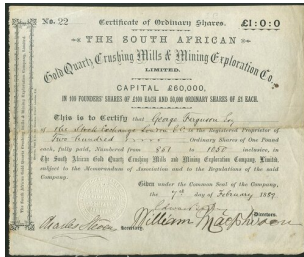 No. 22
Certificate of Ordinary Shares.
£1:0:0
THE SOUTH AFRICAN
Gold Quartz Crushing Mills & Mining Exploration Co.,
LIMITED.
CAPITAL £60,000,
IN 100 FOUNDERS' SHARES OF £100 EACH AND 50,000 ORDINARY SHARES OF £1 EACH.
This is to Certify that George Ferguson Esq
of The Stock Exchange London E.C. is the Registered Proprietor of
Two hundred Ordinary Shares of One Pound
each, fully paid, Numbered from 851 to 1050 inclusive, in
The South African Gold Quartz Crushing Mills and Mining Exploration Company, Limited,
subject to the Memorandum of Association and to the Regulations of the said
Company.
Given under the Common Seal of the Company,
the 7th day of February 1889.
Directors.
William MacPherson
Charles Secretary.